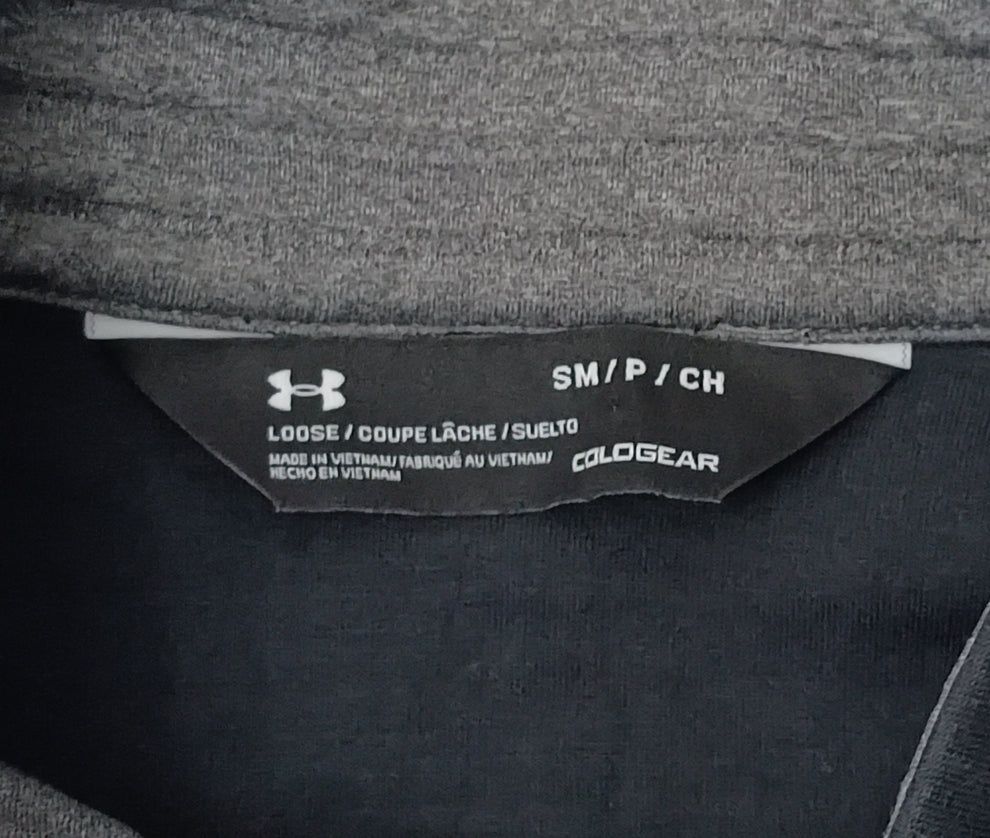 SM/P/CH
LOOSE/COUPE LÂCHE/SUELTO
MADE IN VIETNAM/FABRIQUÉ AU VIETNAM/
HECHO EN VIETNAM
COLDGEAR